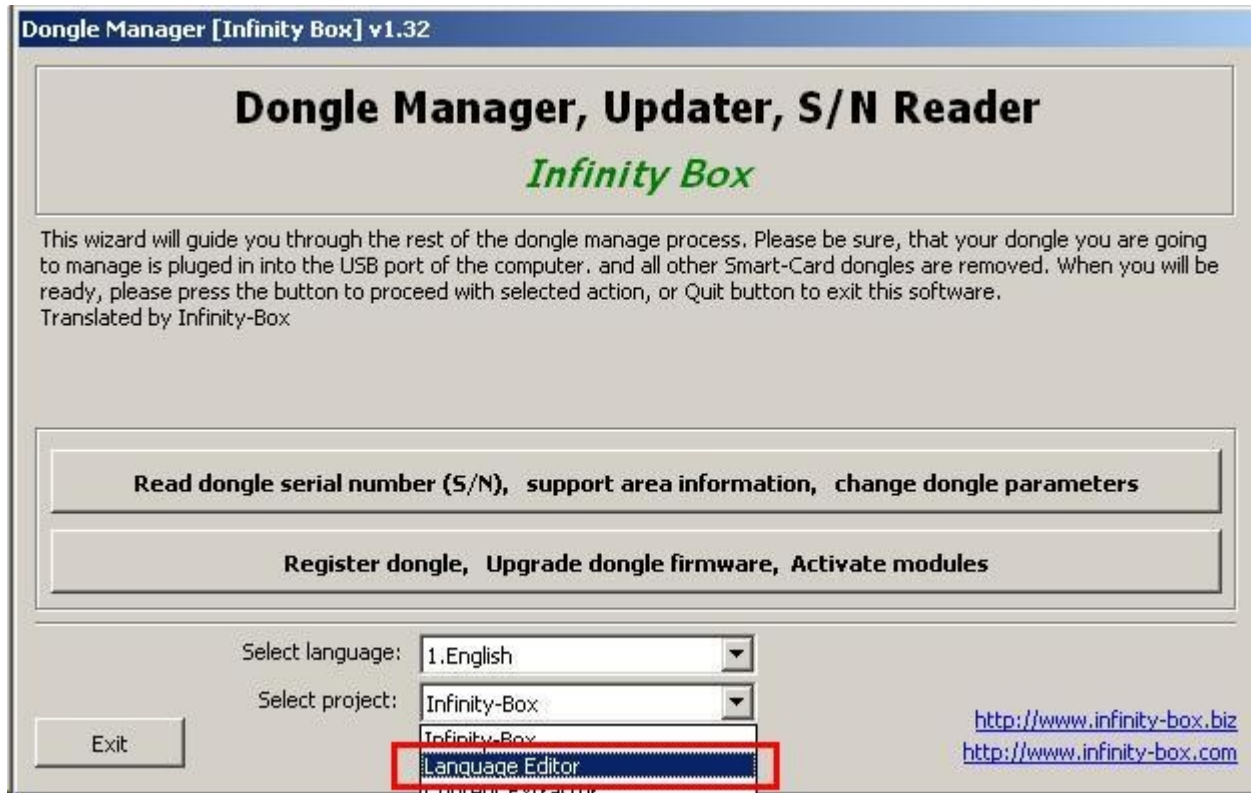 Dongle Manager [Infinity Box] v1.32
Dongle Manager, Updater, S/N Reader
Infinity Box
This wizard will guide you through the rest of the dongle manage process. Please be sure, that your dongle you are going
to manage is pluged in into the USB port of the computer. and all other Smart-Card dongles are removed. When you will be
ready, please press the button to proceed with selected action, or Quit button to exit this software.
Translated by Infinity-Box
Read dongle serial number (S/N), support area information, change dongle parameters
Register dongle, Upgrade dongle firmware, Activate modules
Select language: 1.English
Select project: Infinity-Box
Infinity-Box
Language Editor
Content Extractor
Exit
http://www.infinity-box.biz
http://www.infinity-box.com